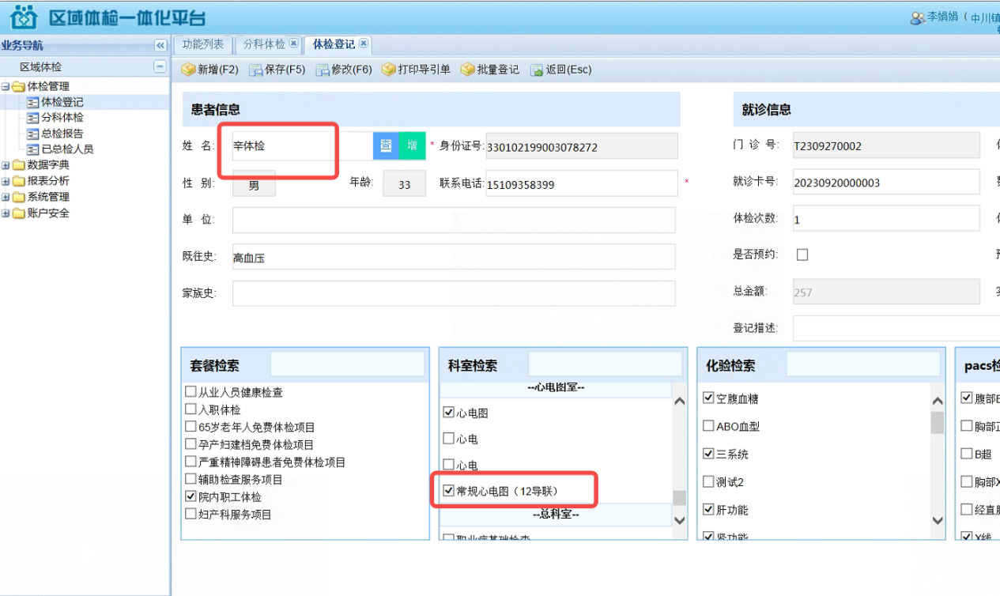 区域体检一体化平台
李娟娟（中川镇
业务导航
功能列表 分科体检 体检登记
区域体检
新增(F2) 保存(F5) 修改(F6) 打印导引单 批量登记 返回(Esc)
体检管理
体检登记
分科体检
总检报告
已总检人员
数据字典
报表分析
系统管理
账户安全
患者信息
姓 名: 辛体检 查 增 * 身份证号: 330102199003078272
性 别: 男 年龄: 33 联系电话: 15109358399 *
单 位:
既往史: 高血压
家族史:
就诊信息
门 诊 号: T2309270002
就诊卡号: 20230920000003
体检次数: 1
是否预约:
总金额: 257
登记描述:
套餐检索
从业人员健康检查
入职体检
65岁老年人免费体检项目
孕产妇建档免费体检项目
严重精神障碍患者免费体检项目
辅助检查服务项目
院内职工体检
妇产科服务项目
科室检索
--心电图室--
心电图
心电
心电
常规心电图（12导联）
--总科室--
职业病基础检查
化验检索
空腹血糖
ABO血型
三系统
测试2
肝功能
肾功能
pacs检
腹部B
胸部正
B超
胸部X
经直肠
X线